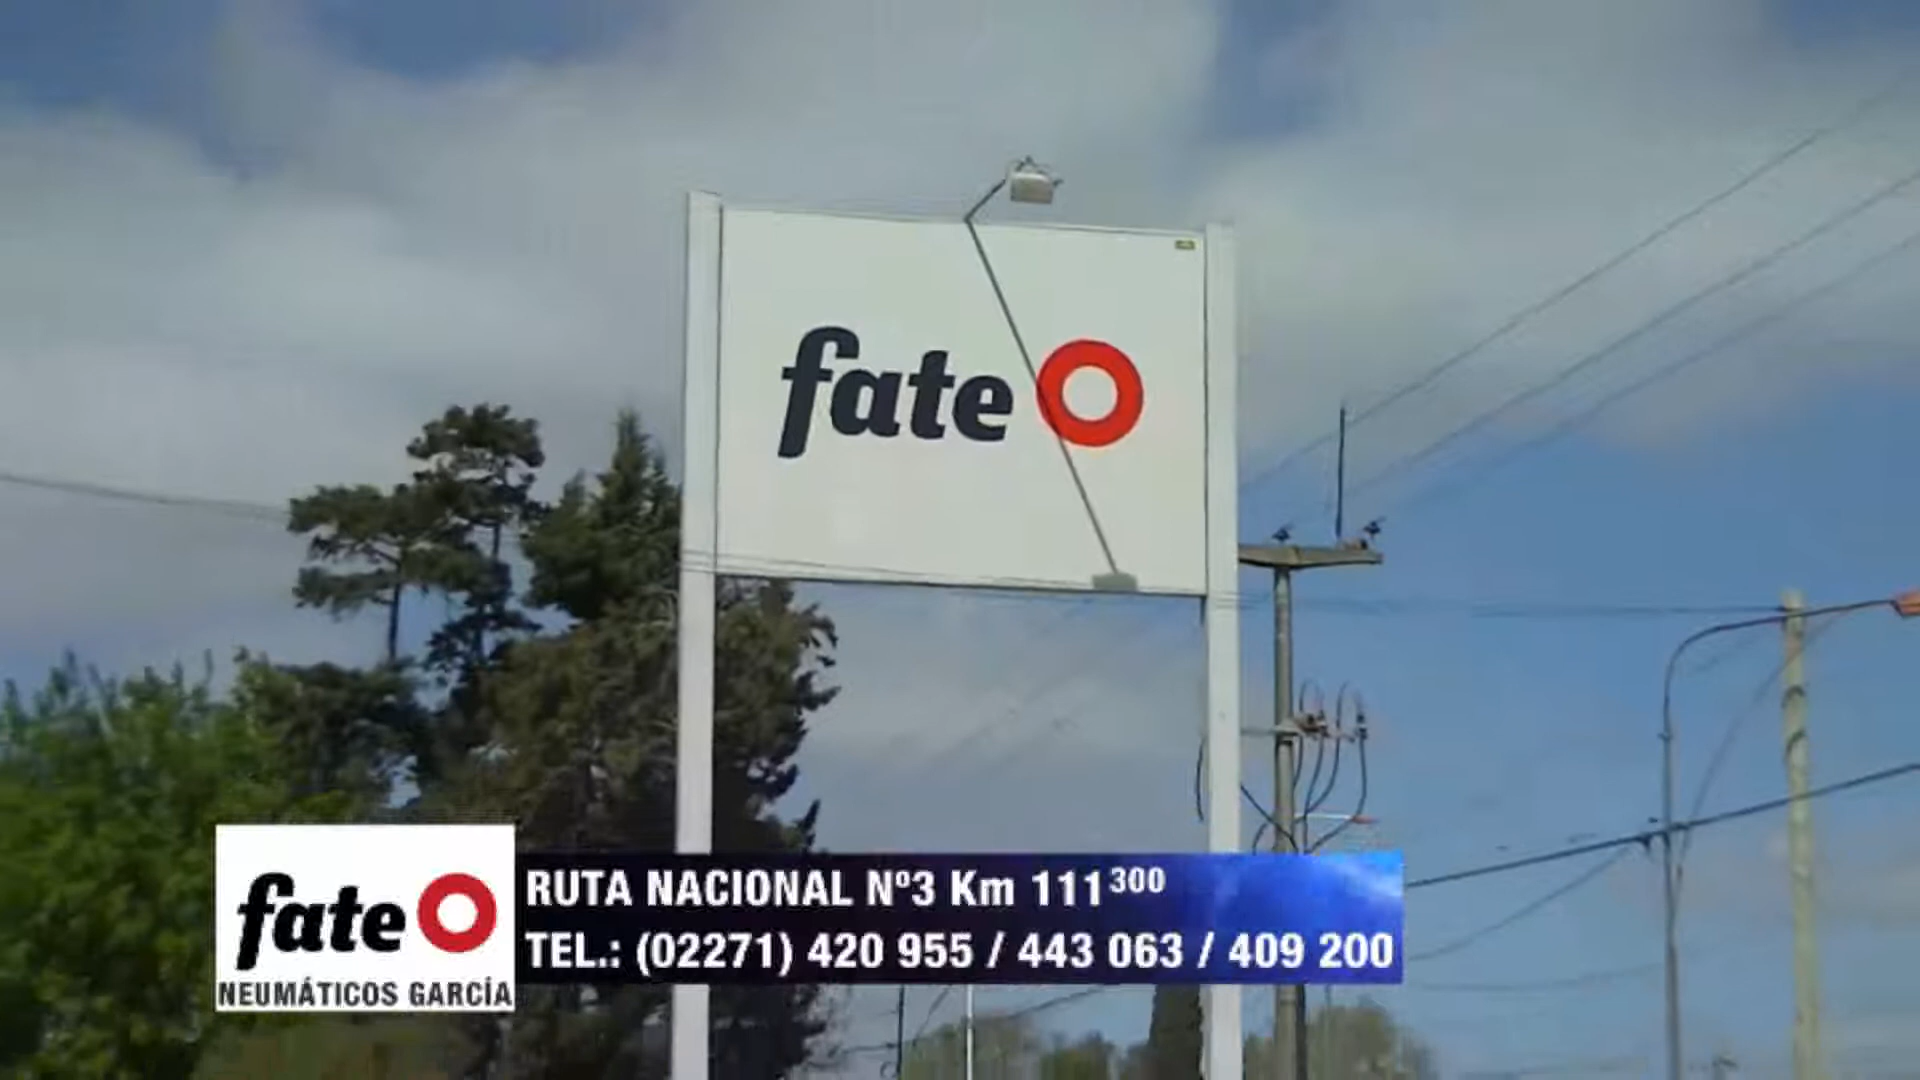 fate
fate
NEUMÁTICOS GARCÍA
RUTA NACIONAL Nº3 Km 111³⁰⁰
TEL.: (02271) 420 955 / 443 063 / 409 200